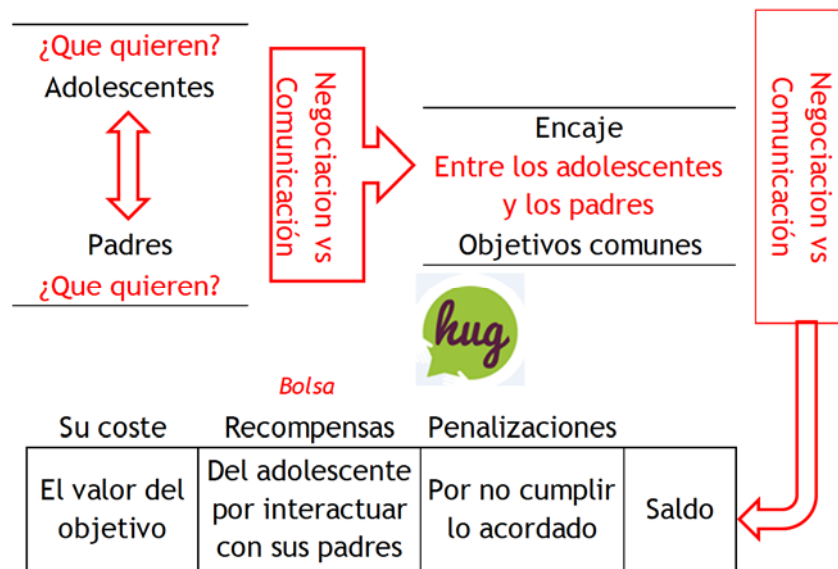 ¿Que quieren?
Adolescentes
Padres
¿Que quieren?
Negociacion vs
Comunicación
Encaje
Entre los adolescentes
y los padres
Objetivos comunes
Negociacion vs
Comunicación
hug
Bolsa
Su coste
Recompensas
Penalizaciones
El valor del
objetivo
Del adolescente
por interactuar
con sus padres
Por no cumplir
lo acordado
Saldo